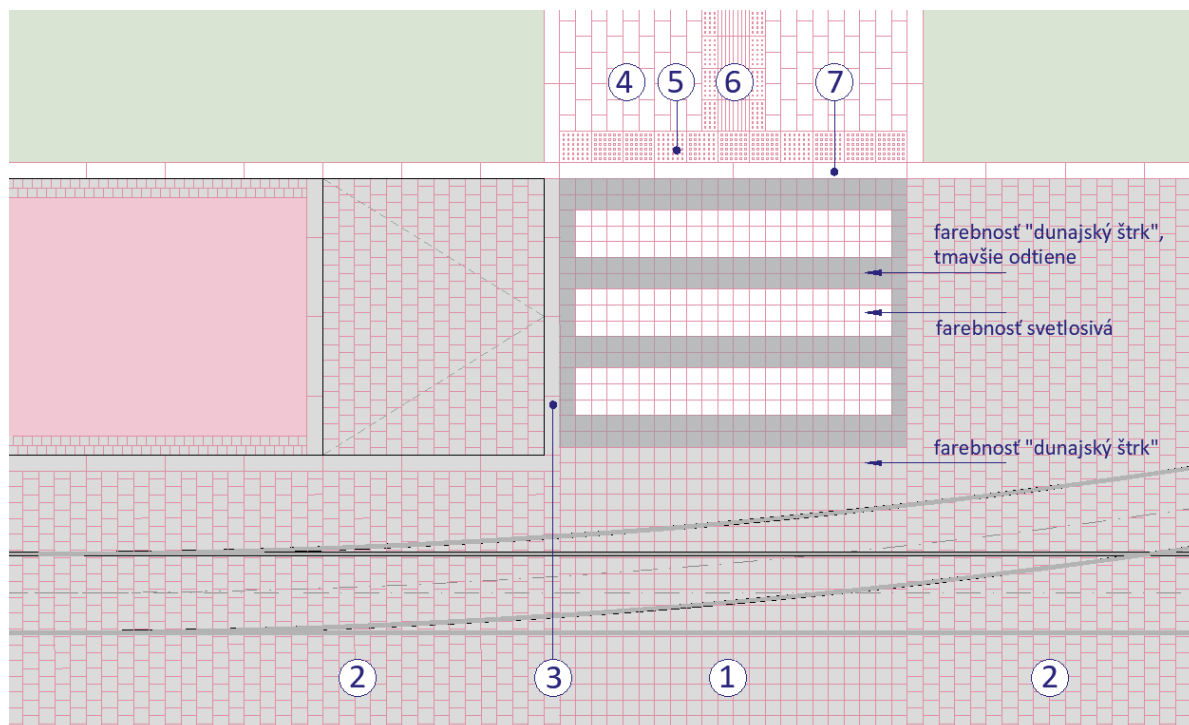 4
5
6
7
farebnosť "dunajský štrk",
tmavšie odtiene
farebnosť svetlosivá
farebnosť "dunajský štrk"
2
3
1
2